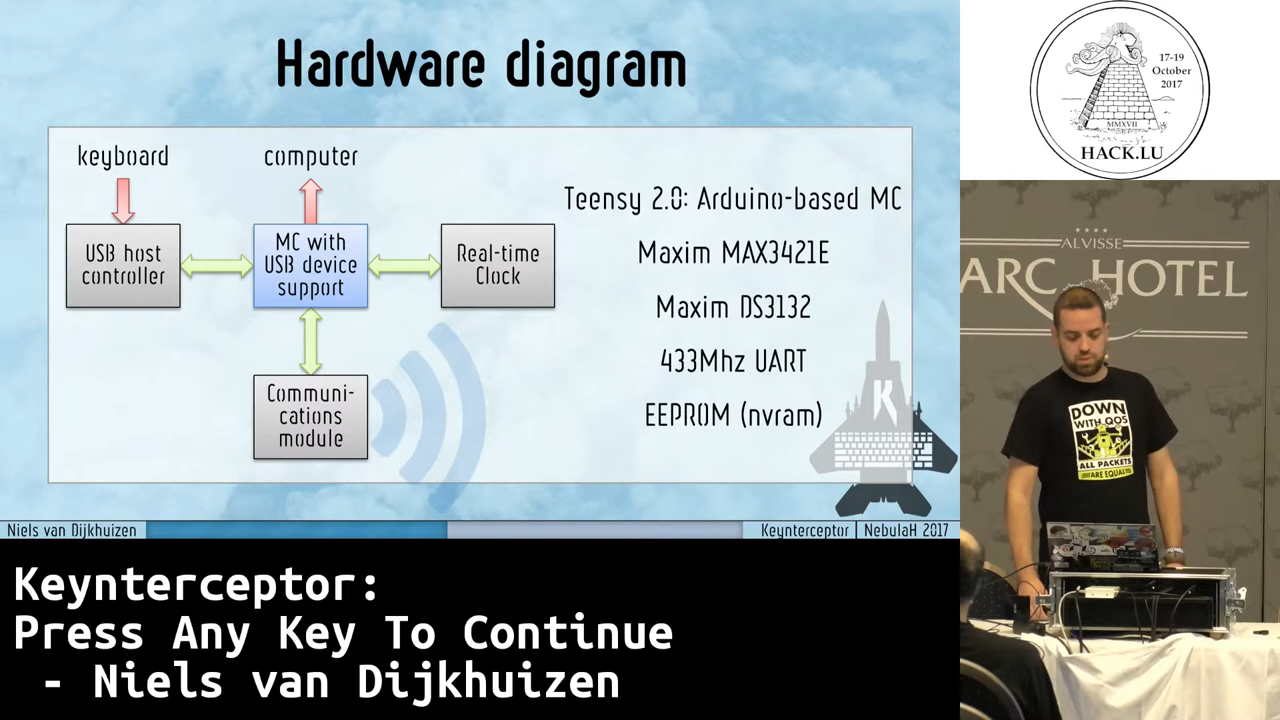 Hardware diagram
keyboard
computer
USB host
controller
MC with
USB device
support
Real-time
Clock
Communi-
cations
module
Teensy 2.0: Arduino-based MC
Maxim MAX3421E
Maxim DS3132
433Mhz UART
EEPROM (nvram)
K
Niels van Dijkhuizen
Keynterceptor | NebulaH 2017
Keynterceptor:
Press Any Key To Continue
- Niels van Dijkhuizen
17-19
October
2017
MMXVII
HACK.LU
ALVISSE
ARC HOTEL
DOWN
WITH QOS
ALL PACKETS
ARE EQUAL